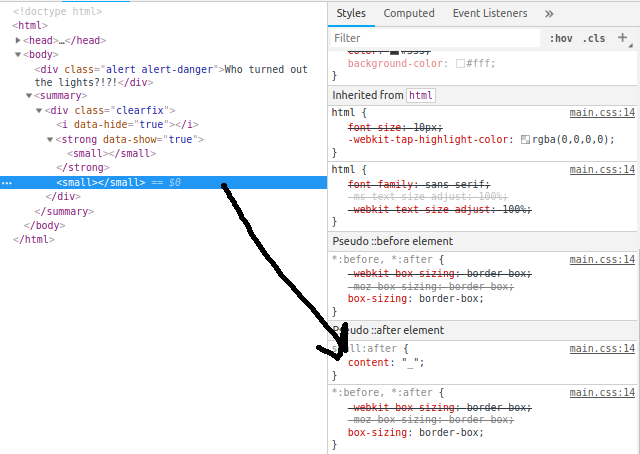 <!doctype html>
<html>
<head>…</head>
<body>
<div class="alert alert-danger">Who turned out
the lights?!?!</div>
<summary>
<div class="clearfix">
<i data-hide="true"></i>
<strong data-show="true">
<small></small>
</strong>
… <small></small> == $0
</div>
</summary>
</body>
</html>
Styles Computed Event Listeners »
Filter :hov .cls +
color: #333;
background-color: #fff;
}
Inherited from html
html { main.css:14
font-size: 10px;
-webkit-tap-highlight-color: rgba(0,0,0,0);
}
html { main.css:14
font-family: sans-serif;
-ms-text-size-adjust: 100%;
-webkit-text-size-adjust: 100%;
}
Pseudo ::before element
*:before, *:after { main.css:14
-webkit-box-sizing: border-box;
-moz-box-sizing: border-box;
box-sizing: border-box;
}
Pseudo ::after element
small:after { main.css:14
content: "_";
}
*:before, *:after { main.css:14
-webkit-box-sizing: border-box;
-moz-box-sizing: border-box;
box-sizing: border-box;
}